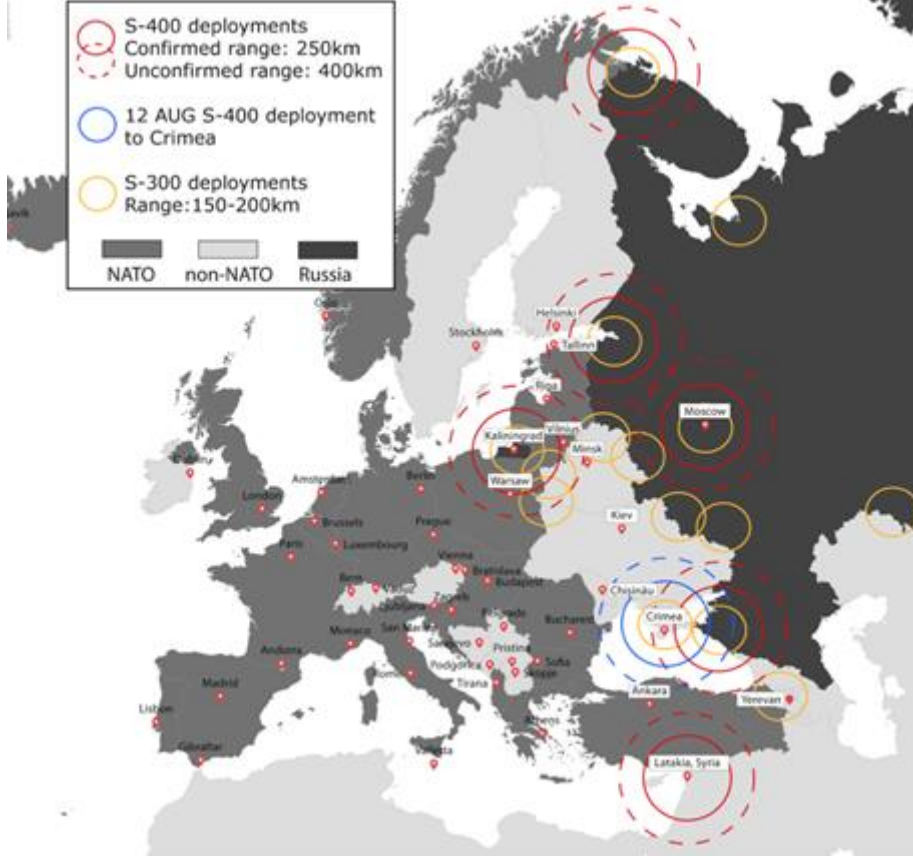 S-400 deployments
Confirmed range: 250km
Unconfirmed range: 400km
12 AUG S-400 deployment
to Crimea
S-300 deployments
Range:150-200km
NATO
non-NATO
Russia
Helsinki
Stockholm
Tallinn
Riga
Moscow
Kaliningrad
Vilnius
Minsk
Warsaw
Amsterdam
Berlin
London
Brussels
Prague
Kiev
Paris
Luxembourg
Vienna
Bratislava
Bern
Vaduz
Budapest
Chișinău
Ljubljana
Zagreb
Belgrade
Crimea
Monaco
San Marino
Sarajevo
Bucharest
Andorra
Podgorica
Pristina
Sofia
Rome
Skopje
Madrid
Tirana
Ankara
Yerevan
Lisbon
Athens
Gibraltar
Valletta
Latakia, Syria